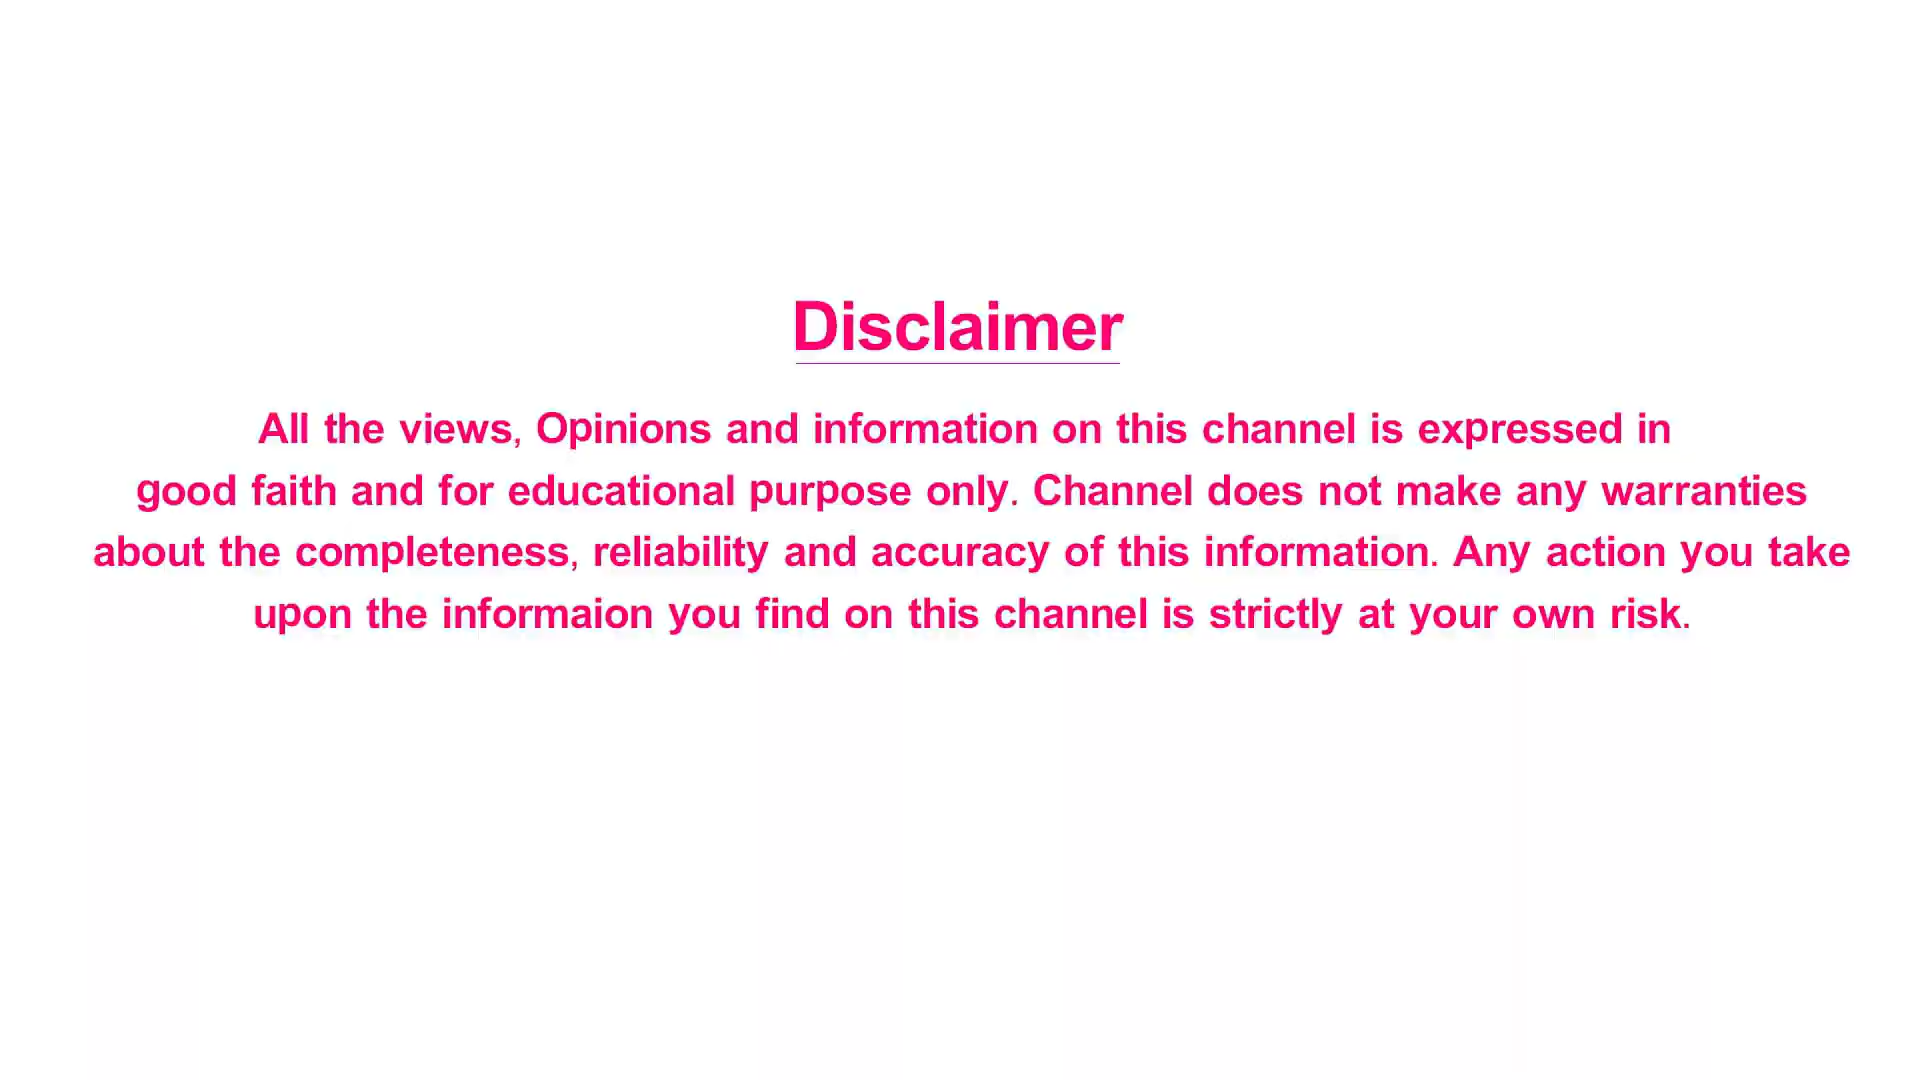 Disclaimer
All the views, Opinions and information on this channel is expressed in
good faith and for educational purpose only. Channel does not make any warranties
about the completeness, reliability and accuracy of this information. Any action you take
upon the informaion you find on this channel is strictly at your own risk.